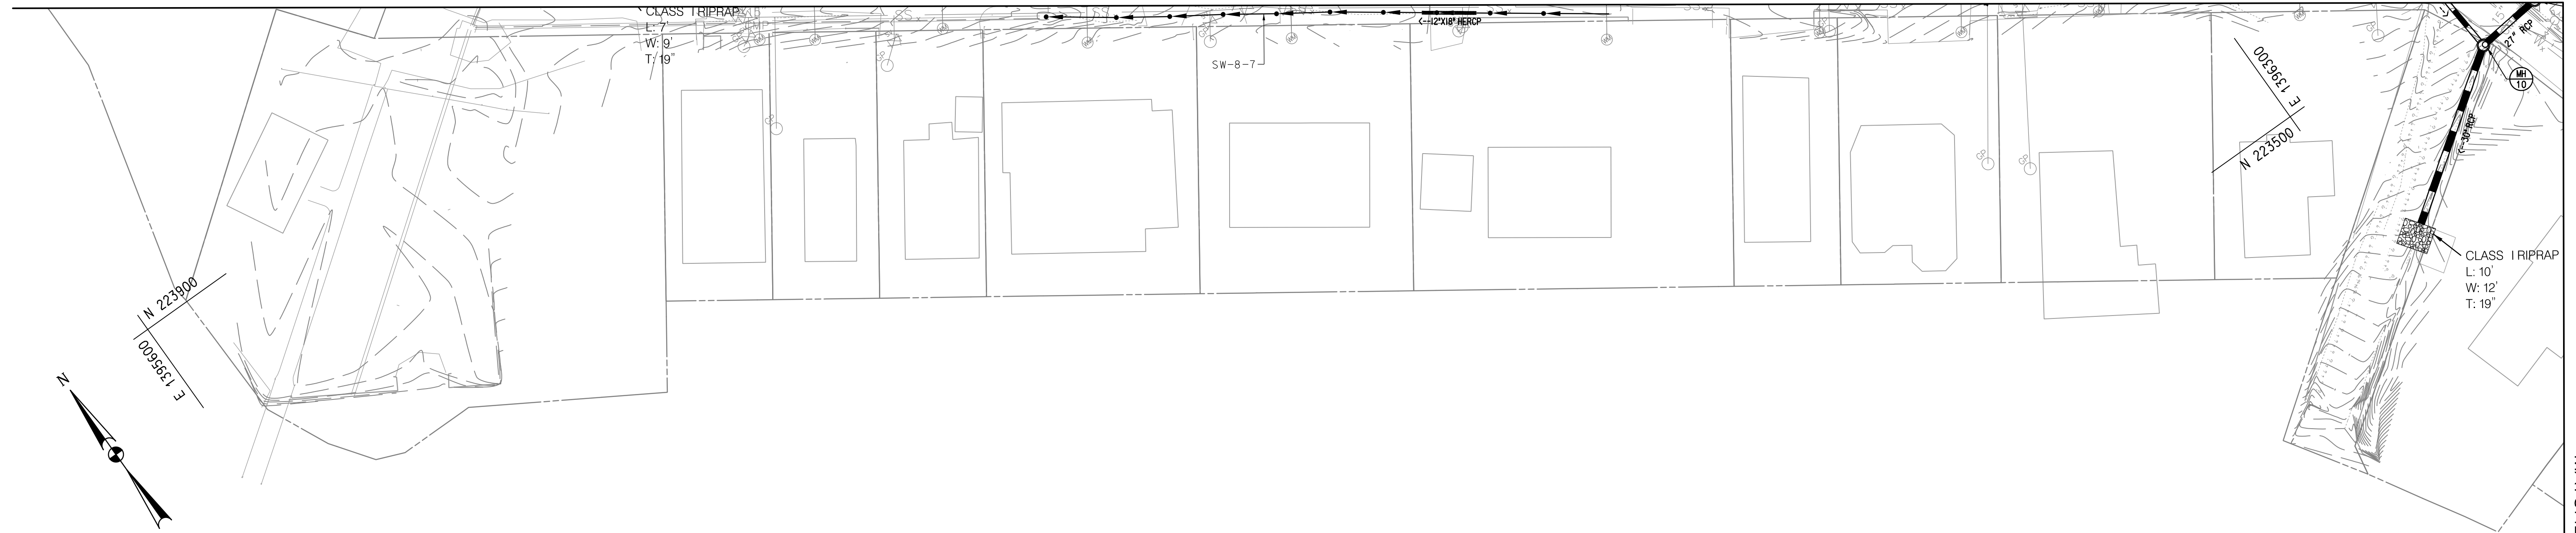 CLASS I RIPRAP
L: 7'
W: 9'
T: 19"
SW-8-7
<--12"X18" HERCP
27" RCP
MH
10
<--30" RCP
E 1396300
N 223500
CLASS I RIPRAP
L: 10'
W: 12'
T: 19"
N 223900
E 1395600
N